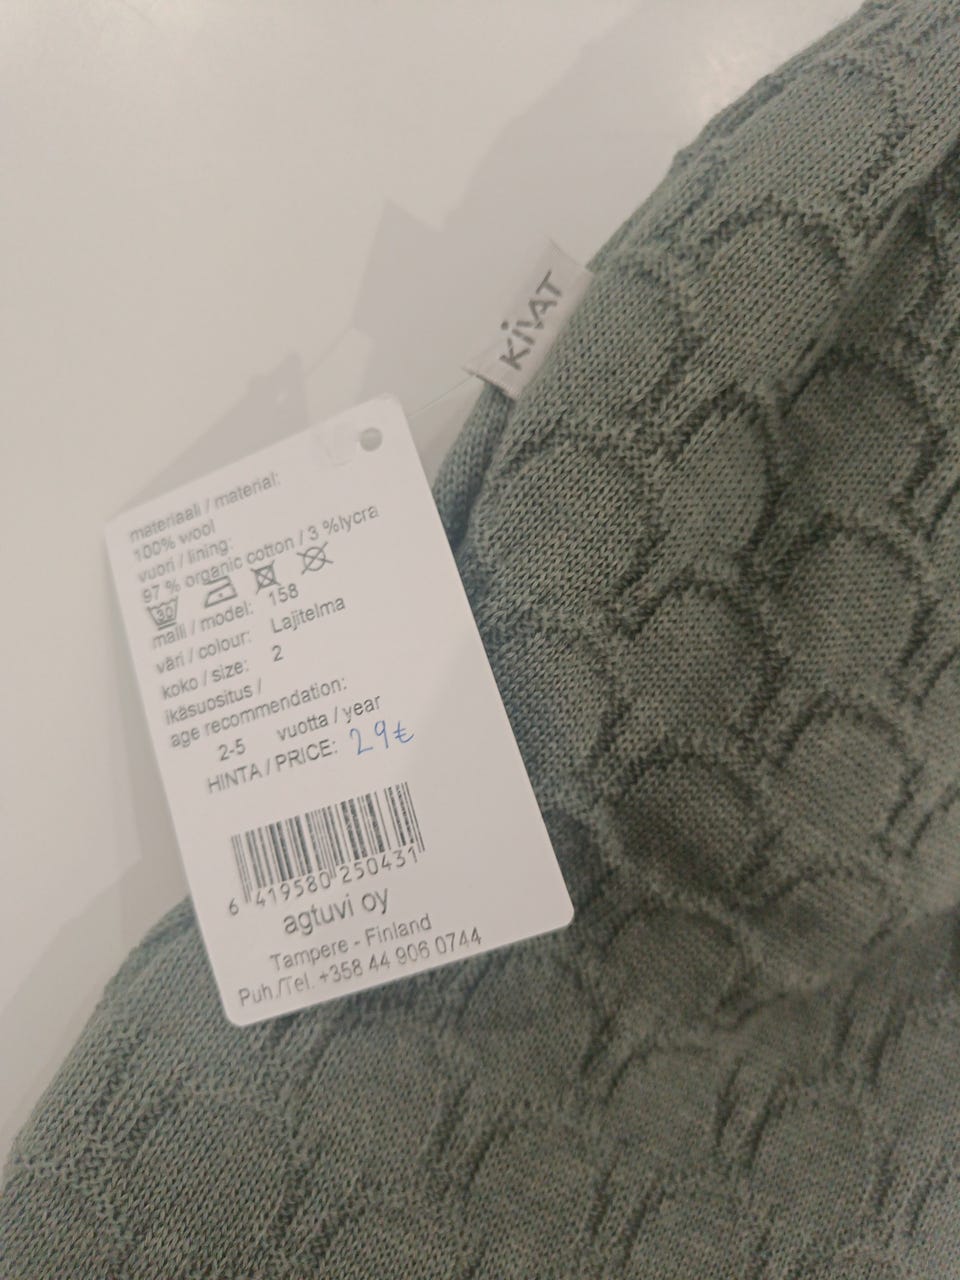 KIVAT
materiaali / material:
100% wool
vuori / lining:
97 % organic cotton / 3 %lycra
30
malli / model: 158
väri / colour: Lajitelma
koko / size: 2
ikäsuositus /
age recommendation:
2-5 vuotta / year
HINTA / PRICE: 29€
6 419580 250431
agtuvi oy
Tampere - Finland
Puh./Tel. +358 44 906 0744